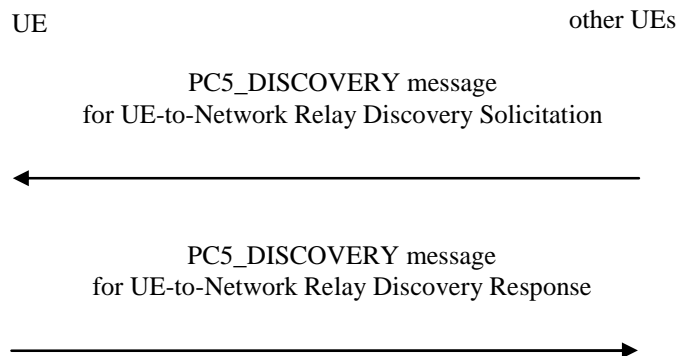 UE
other UEs
PC5_DISCOVERY message
for UE-to-Network Relay Discovery Solicitation
PC5_DISCOVERY message
for UE-to-Network Relay Discovery Response